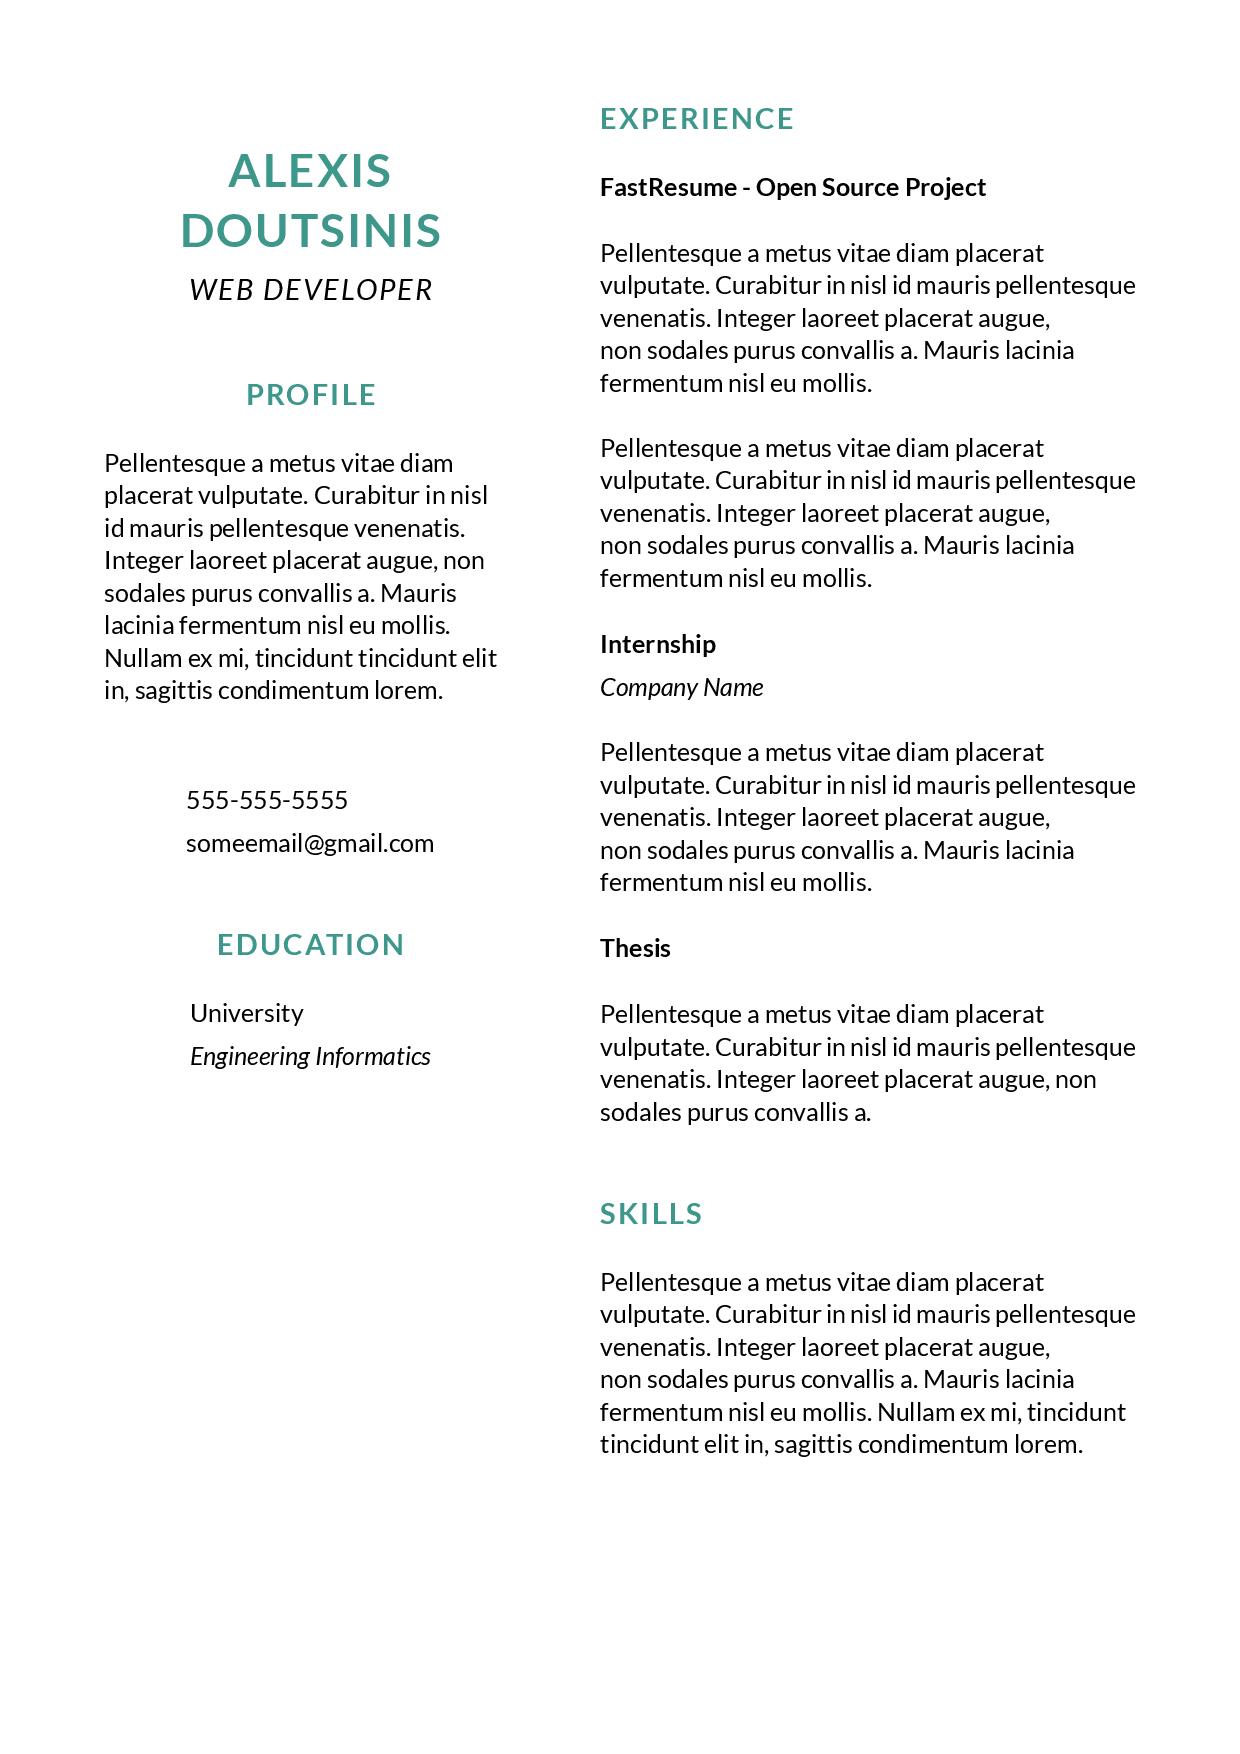 ALEXIS
DOUTSINIS
WEB DEVELOPER
PROFILE
Pellentesque a metus vitae diam
placerat vulputate. Curabitur in nisl
id mauris pellentesque venenatis.
Integer laoreet placerat augue, non
sodales purus convallis a. Mauris
lacinia fermentum nisl eu mollis.
Nullam ex mi, tincidunt tincidunt elit
in, sagittis condimentum lorem.
555-555-5555
someemail@gmail.com
EDUCATION
University
Engineering Informatics
EXPERIENCE
FastResume - Open Source Project
Pellentesque a metus vitae diam placerat
vulputate. Curabitur in nisl id mauris pellentesque
venenatis. Integer laoreet placerat augue,
non sodales purus convallis a. Mauris lacinia
fermentum nisl eu mollis.
Pellentesque a metus vitae diam placerat
vulputate. Curabitur in nisl id mauris pellentesque
venenatis. Integer laoreet placerat augue,
non sodales purus convallis a. Mauris lacinia
fermentum nisl eu mollis.
Internship
Company Name
Pellentesque a metus vitae diam placerat
vulputate. Curabitur in nisl id mauris pellentesque
venenatis. Integer laoreet placerat augue,
non sodales purus convallis a. Mauris lacinia
fermentum nisl eu mollis.
Thesis
Pellentesque a metus vitae diam placerat
vulputate. Curabitur in nisl id mauris pellentesque
venenatis. Integer laoreet placerat augue, non
sodales purus convallis a.
SKILLS
Pellentesque a metus vitae diam placerat
vulputate. Curabitur in nisl id mauris pellentesque
venenatis. Integer laoreet placerat augue,
non sodales purus convallis a. Mauris lacinia
fermentum nisl eu mollis. Nullam ex mi, tincidunt
tincidunt elit in, sagittis condimentum lorem.